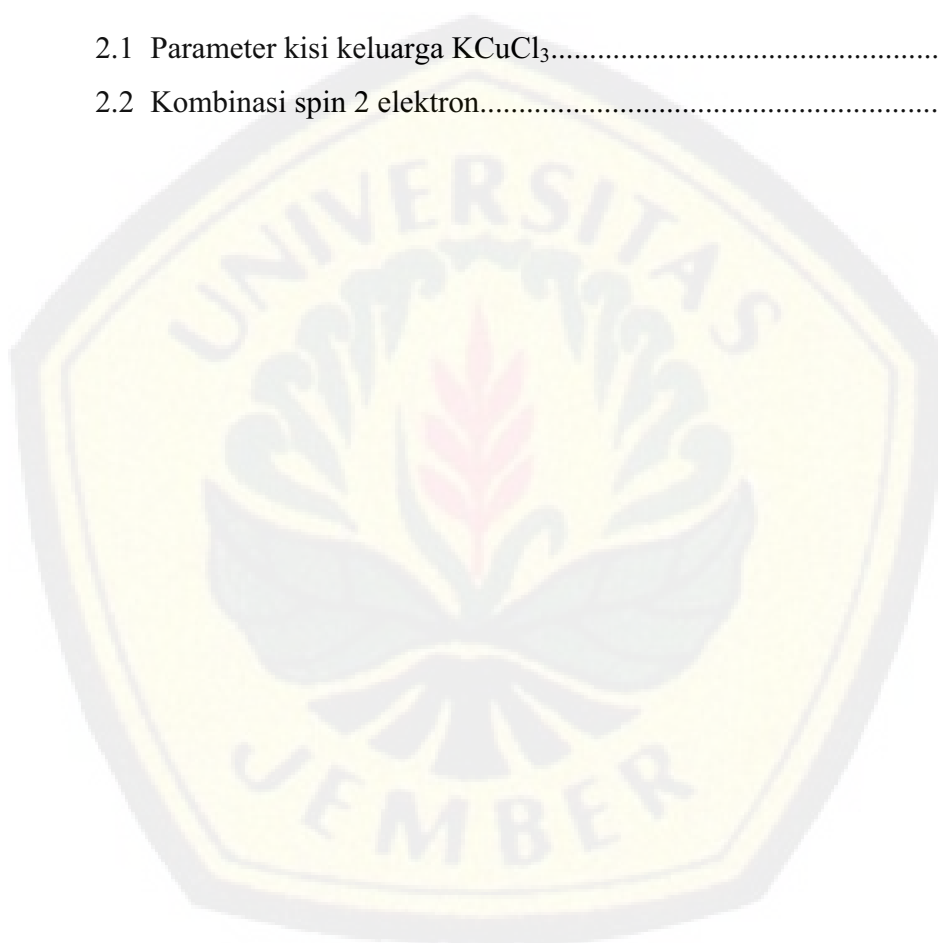 2.1 Parameter kisi keluarga KCuCl₃................................................
2.2 Kombinasi spin 2 elektron.........................................................
UNIVERSITAS
JEMBER